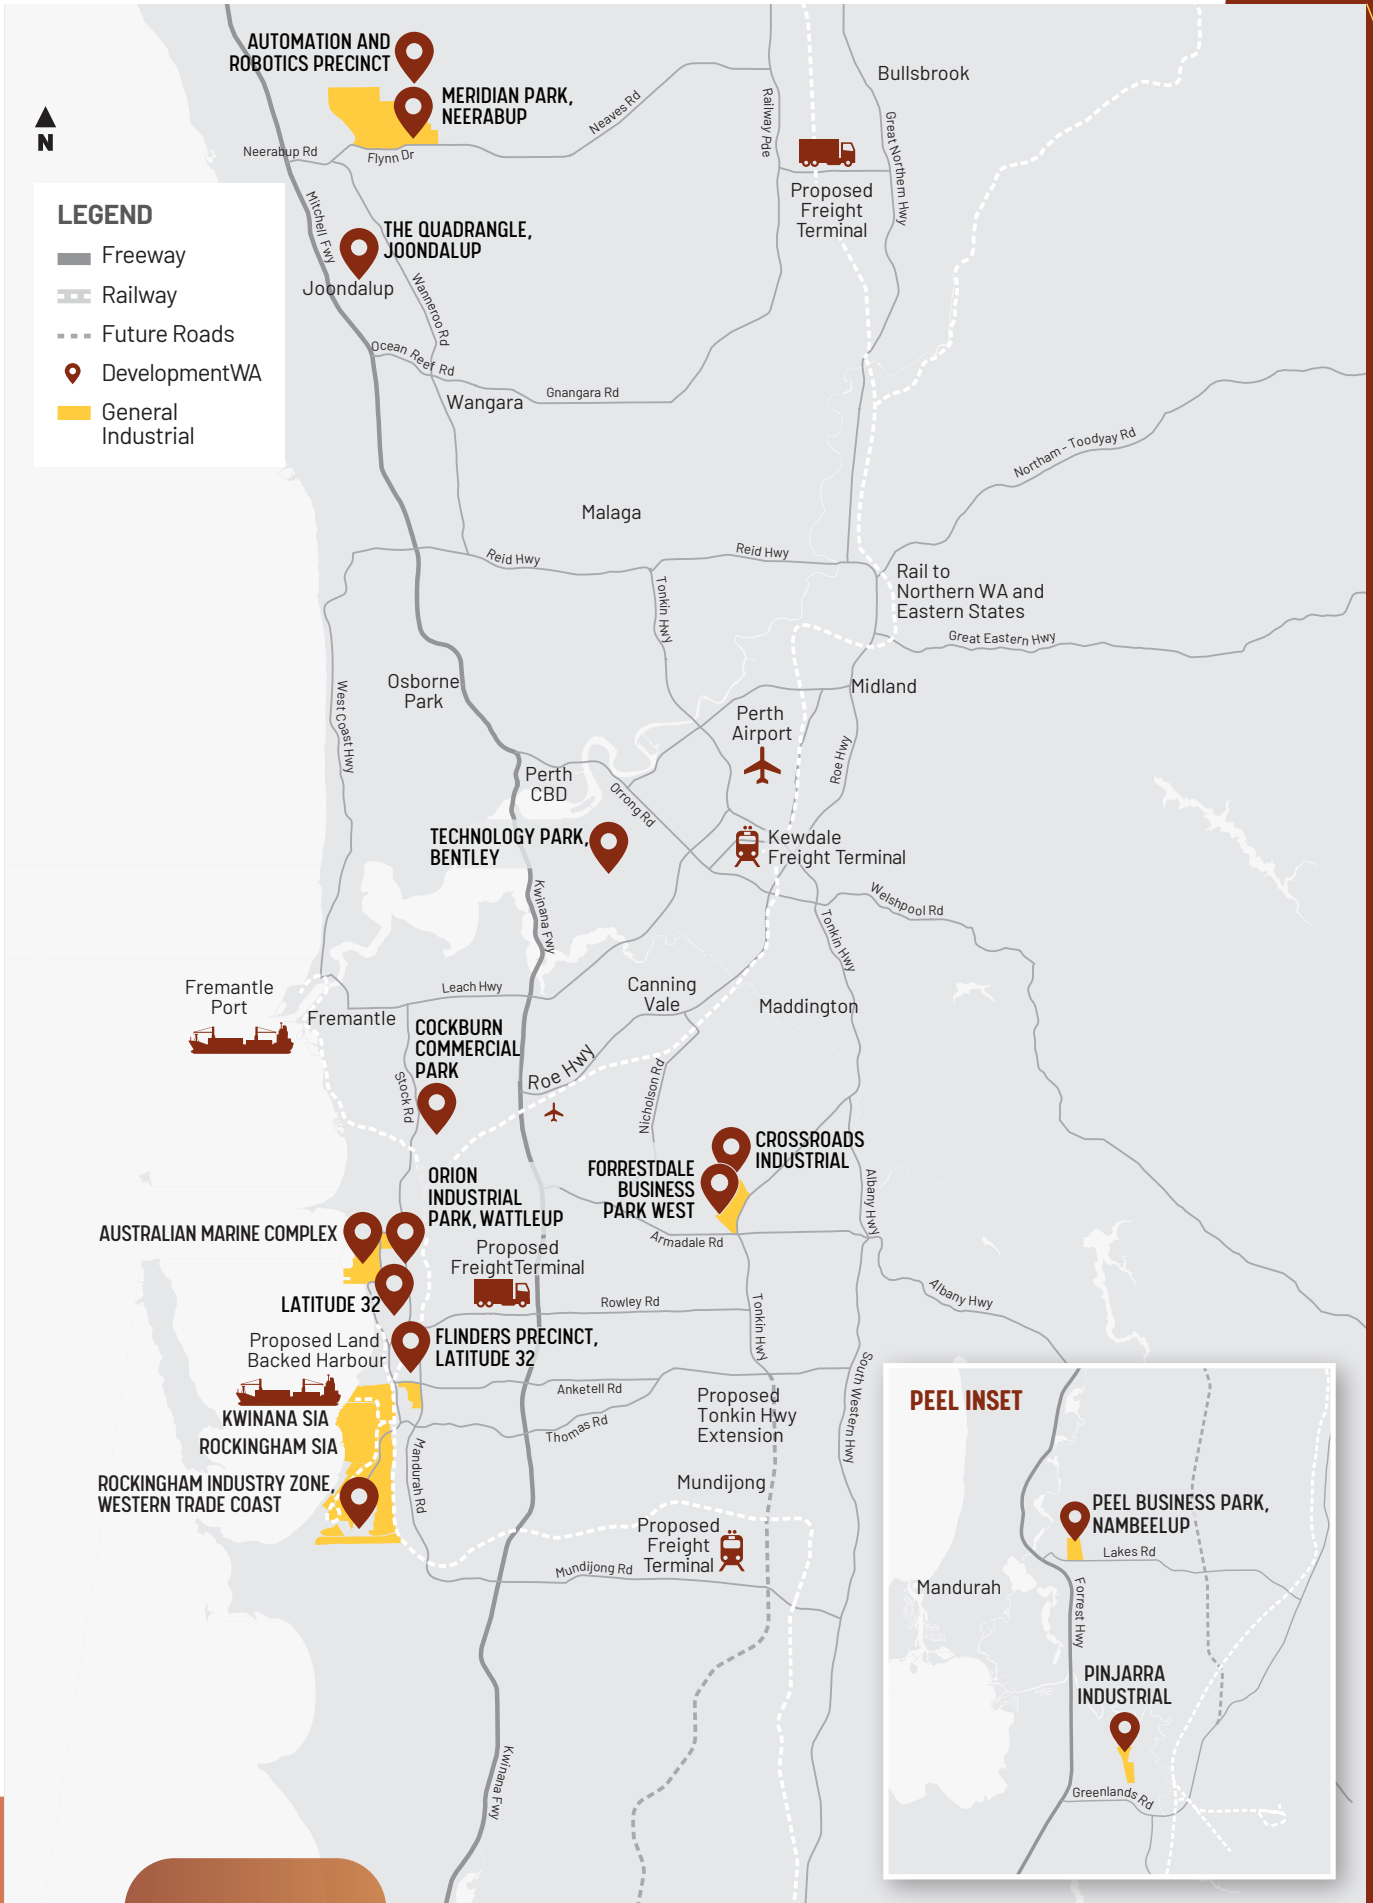 AUTOMATION AND
ROBOTICS PRECINCT
MERIDIAN PARK,
NEERABUP
Bullsbrook
Neaves Rd
Railway Pde
Great Northern Hwy
N
Neerabup Rd
Flynn Dr
Proposed
Freight
Terminal
LEGEND
Freeway
Railway
Future Roads
DevelopmentWA
General
Industrial
Mitchell Fwy
THE QUADRANGLE,
JOONDALUP
Joondalup
Wanneroo Rd
Ocean Reef Rd
Wangara
Gnangara Rd
Northam - Toodyay Rd
Malaga
Reid Hwy
Reid Hwy
Tonkin Hwy
Rail to
Northern WA and
Eastern States
Great Eastern Hwy
Osborne
Park
West Coast Hwy
Midland
Perth
Airport
Roe Hwy
Perth
CBD
Orrong Rd
TECHNOLOGY PARK,
BENTLEY
Kewdale
Freight Terminal
Kwinana Fwy
Welshpool Rd
Tonkin Hwy
Fremantle
Port
Leach Hwy
Canning
Vale
Maddington
Fremantle
COCKBURN
COMMERCIAL
PARK
Roe Hwy
Stock Rd
Nicholson Rd
CROSSROADS
INDUSTRIAL
FORRESTDALE
BUSINESS
PARK WEST
Albany Hwy
ORION
INDUSTRIAL
PARK, WATTLEUP
AUSTRALIAN MARINE COMPLEX
Armadale Rd
Proposed
FreightTerminal
LATITUDE 32
Rowley Rd
Tonkin Hwy
Albany Hwy
Proposed Land
Backed Harbour
FLINDERS PRECINCT,
LATITUDE 32
South Western Hwy
Anketell Rd
Proposed
Tonkin Hwy
Extension
KWINANA SIA
Thomas Rd
ROCKINGHAM SIA
Mandurah Rd
ROCKINGHAM INDUSTRY ZONE,
WESTERN TRADE COAST
Mundijong
Proposed
Freight
Terminal
Mundijong Rd
Kwinana Fwy
PEEL INSET
PEEL BUSINESS PARK,
NAMBEELUP
Lakes Rd
Mandurah
Forrest Hwy
PINJARRA
INDUSTRIAL
Greenlands Rd